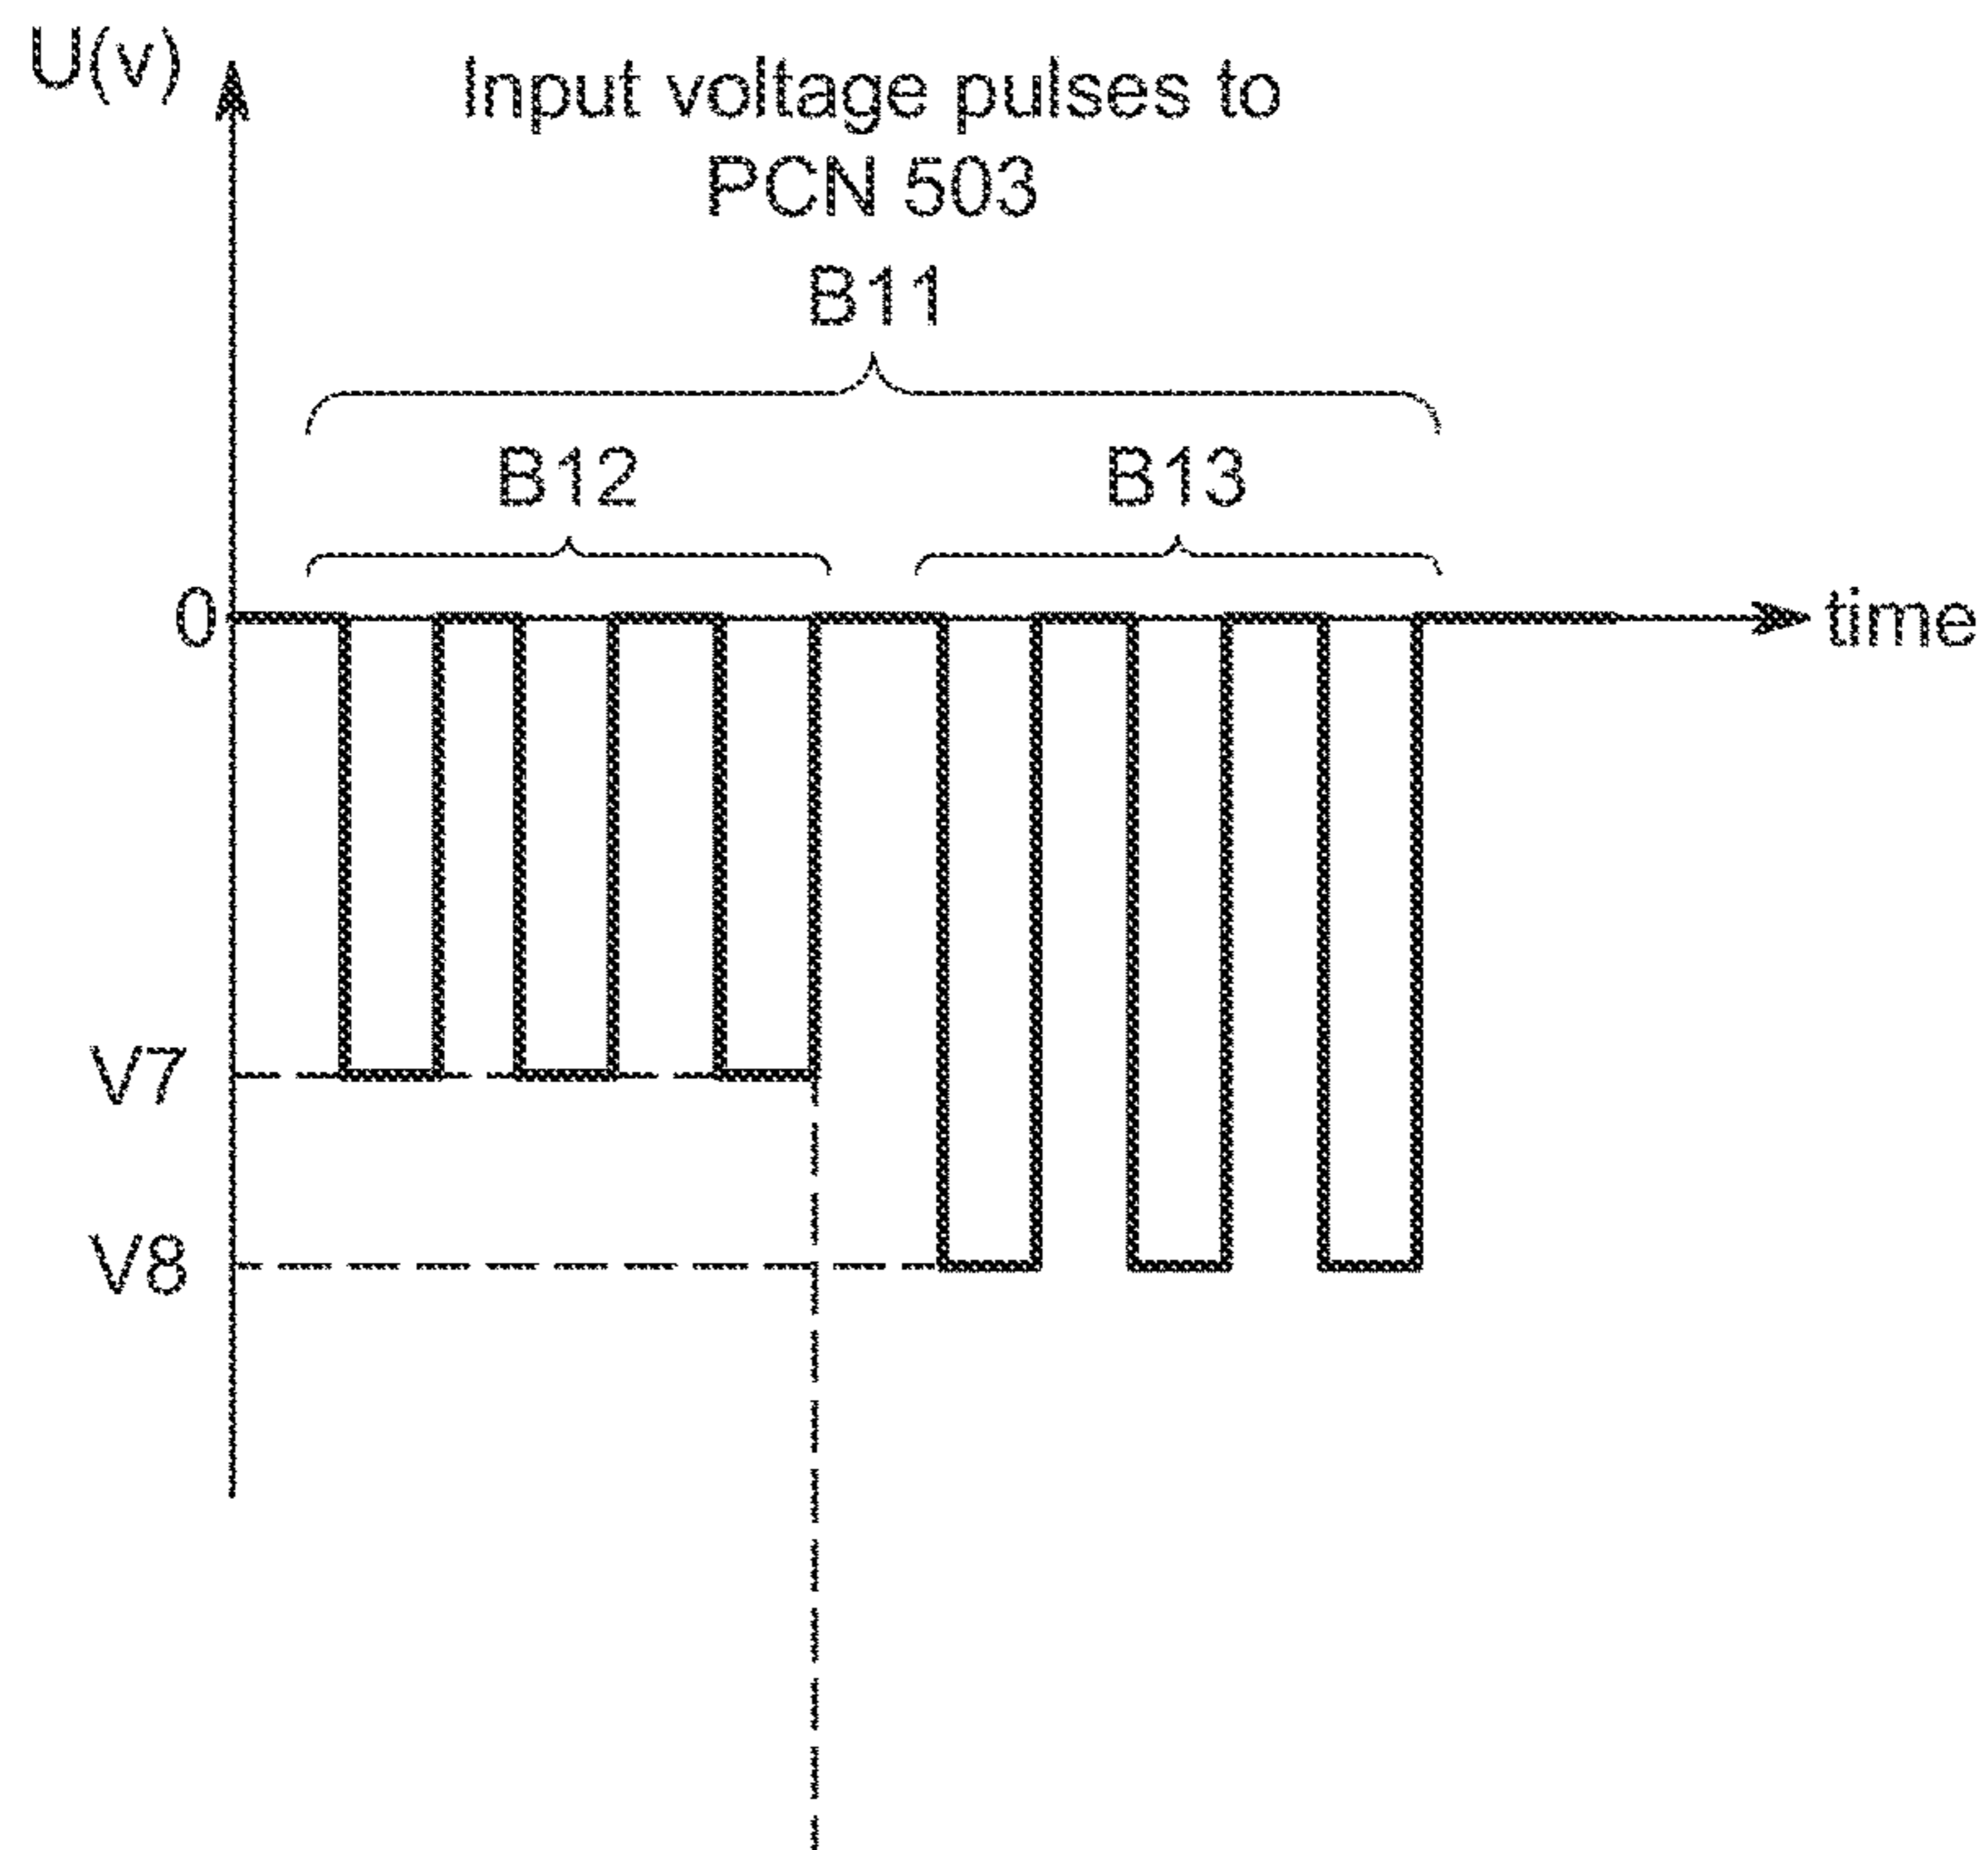 U(v)
Input voltage pulses to
PCN 503
B11
B12
B13
0
time
V7
V8